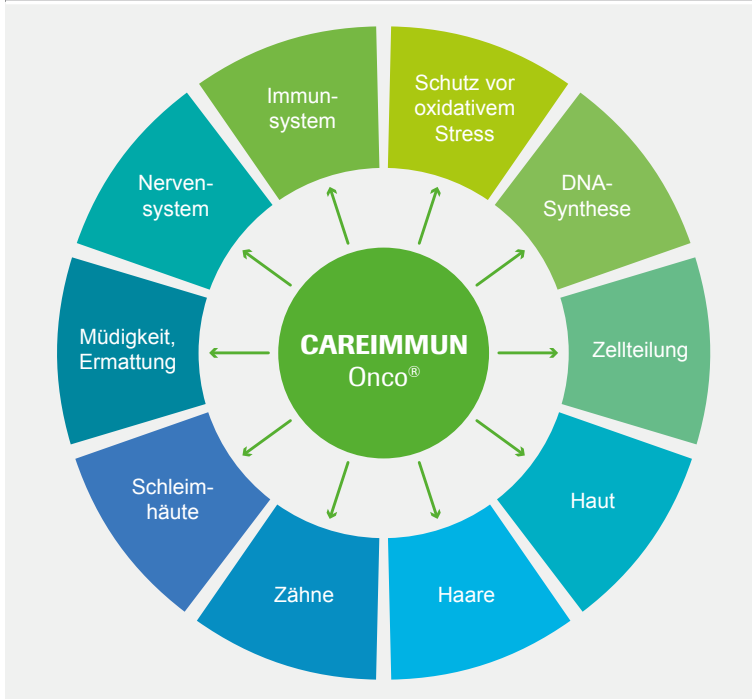 Immun-
system
Schutz vor
oxidativem
Stress
DNA-
Synthese
Zellteilung
Haut
Haare
Zähne
Schleim-
häute
Müdigkeit,
Ermattung
Nerven-
system
CAREIMMUN
Onco®